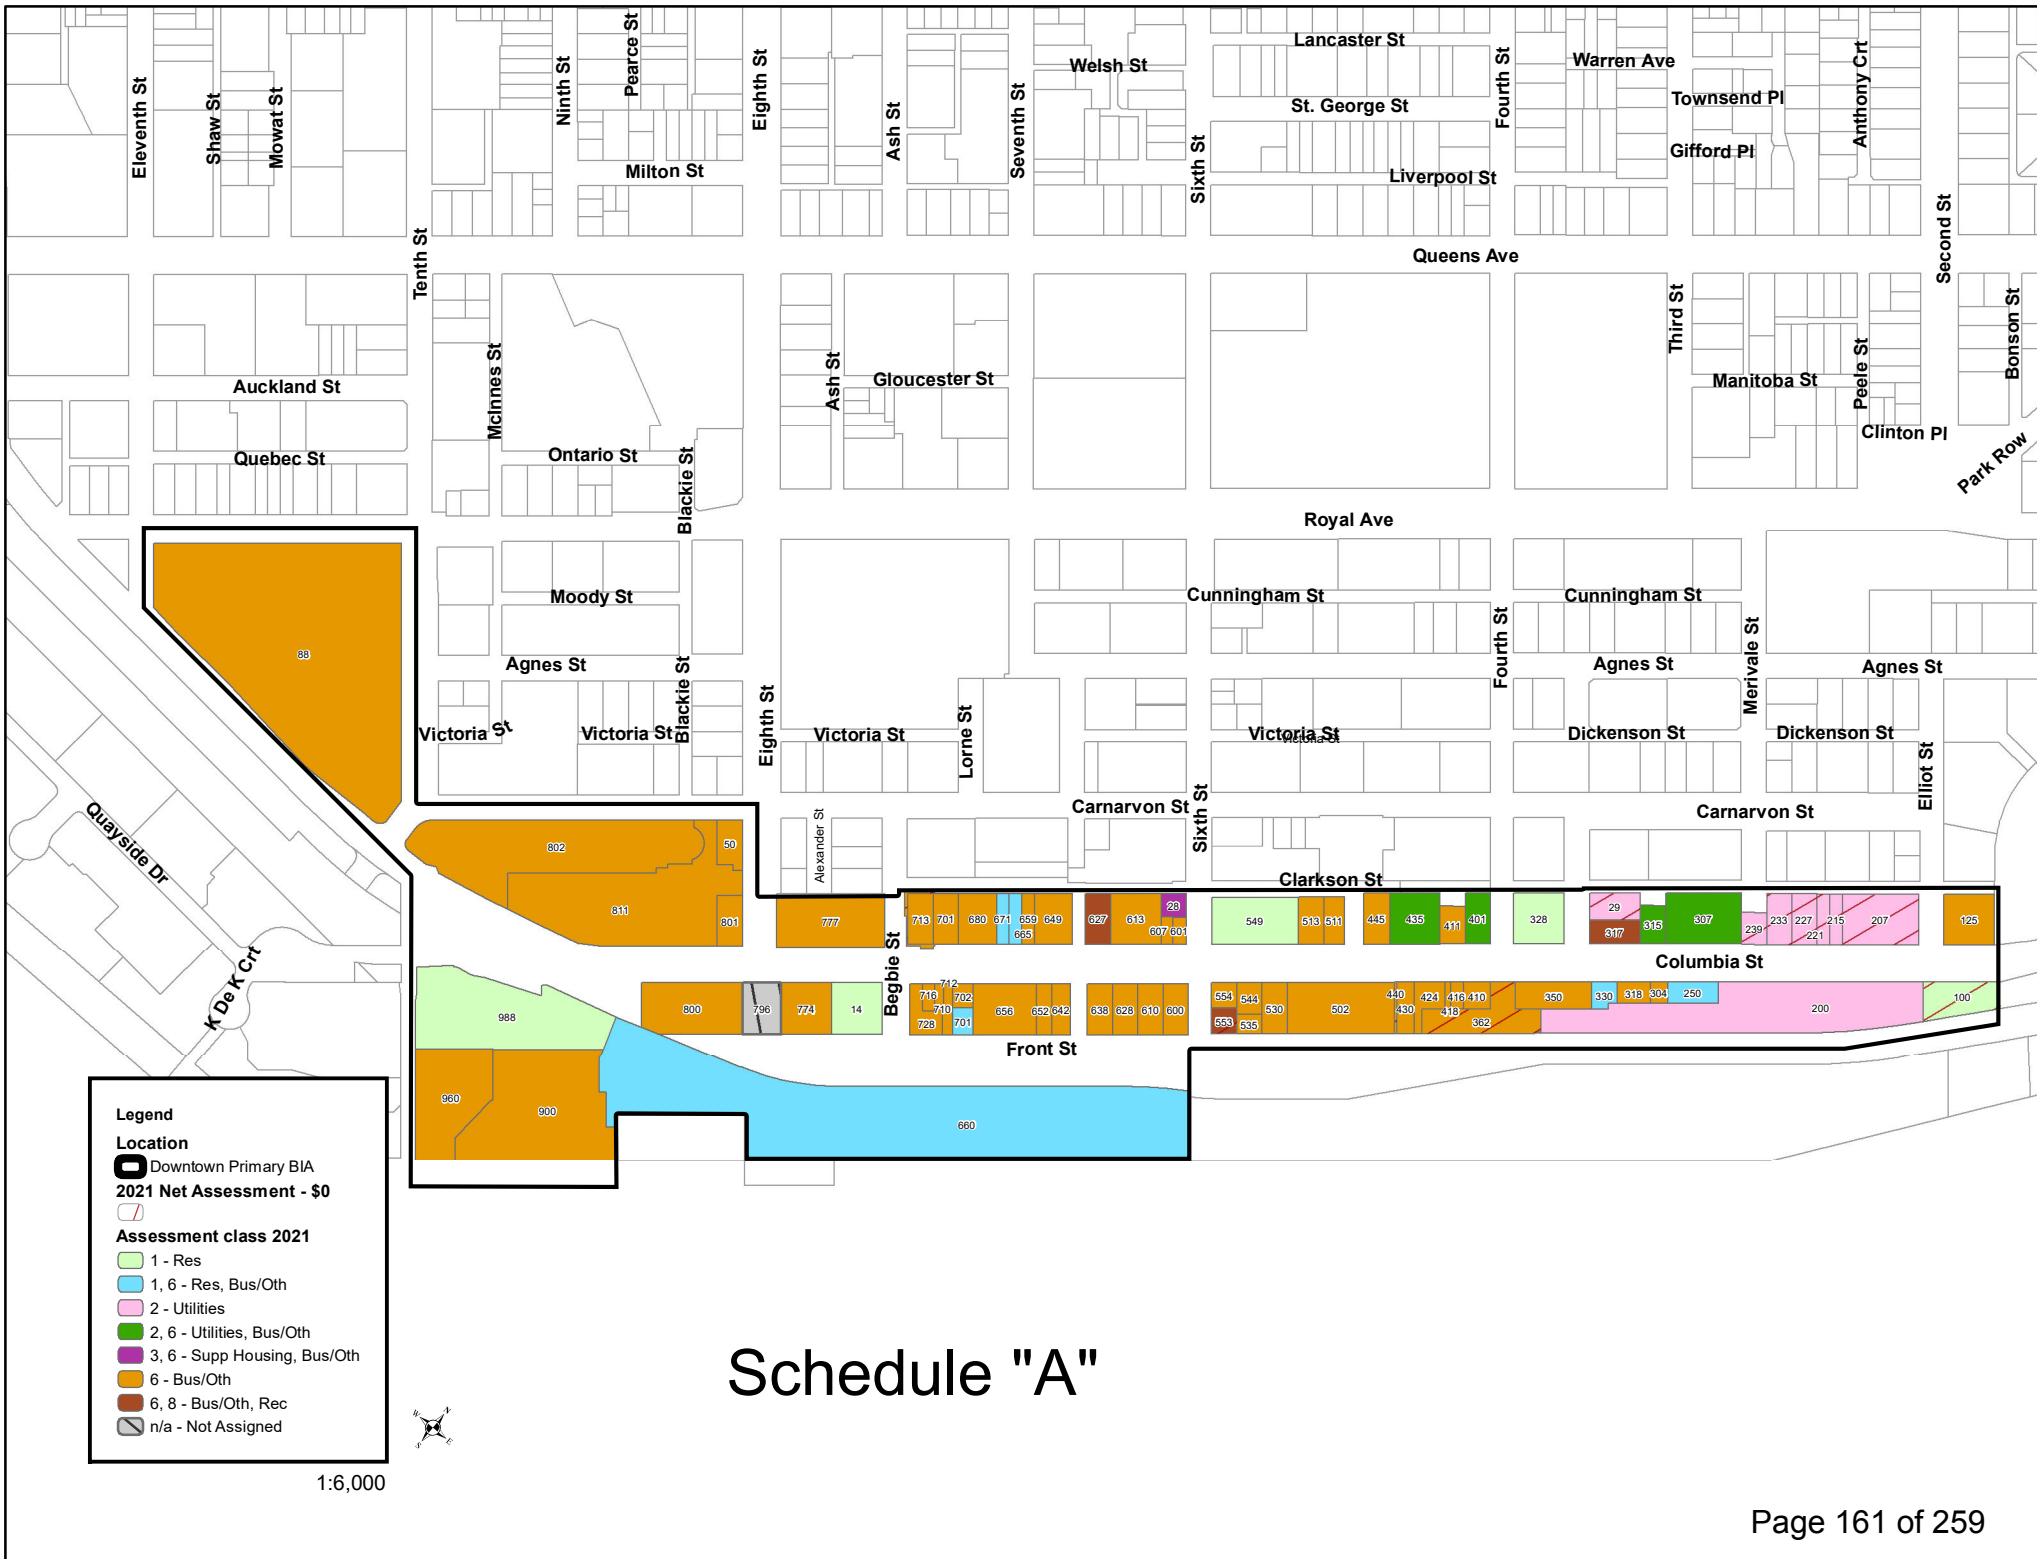 Lancaster St
Welsh St
Warren Ave
Pearce St
Ninth St
Eighth St
Fourth St
Anthony Crt
Eleventh St
Shaw St
Mowat St
Ash St
Seventh St
St. George St
Townsend Pl
Gifford Pl
Milton St
Sixth St
Liverpool St
Second St
Tenth St
Queens Ave
Third St
Bonson St
McInnes St
Ash St
Auckland St
Gloucester St
Manitoba St
Peele St
Clinton Pl
Quebec St
Ontario St
Blackie St
Park Row
Royal Ave
Moody St
Cunningham St
Cunningham St
88
Agnes St
Blackie St
Eighth St
Fourth St
Agnes St
Merivale St
Agnes St
Victoria St
Victoria St
Victoria St
Lorne St
Victoria St
Victoria St
Dickenson St
Dickenson St
Elliot St
Quayside Dr
Carnarvon St
Sixth St
Carnarvon St
Alexander St
Clarkson St
802
50
811
801
777
713
701
680
671
665
659
649
627
613
28
607
601
549
513
511
445
435
411
401
328
29
317
315
307
239
233
227
221
215
207
125
K De K Crt
Begbie St
Columbia St
988
800
796
774
14
716
712
710
702
728
701
656
652
642
638
628
610
600
554
544
553
535
530
502
440
430
424
418
416
410
362
350
330
318
304
250
200
100
Front St
960
900
660
Legend
Location
Downtown Primary BIA
2021 Net Assessment - $0
Assessment class 2021
1 - Res
1, 6 - Res, Bus/Oth
2 - Utilities
2, 6 - Utilities, Bus/Oth
3, 6 - Supp Housing, Bus/Oth
6 - Bus/Oth
6, 8 - Bus/Oth, Rec
n/a - Not Assigned
W
N
S
E
1:6,000
Schedule "A"
Page 161 of 259